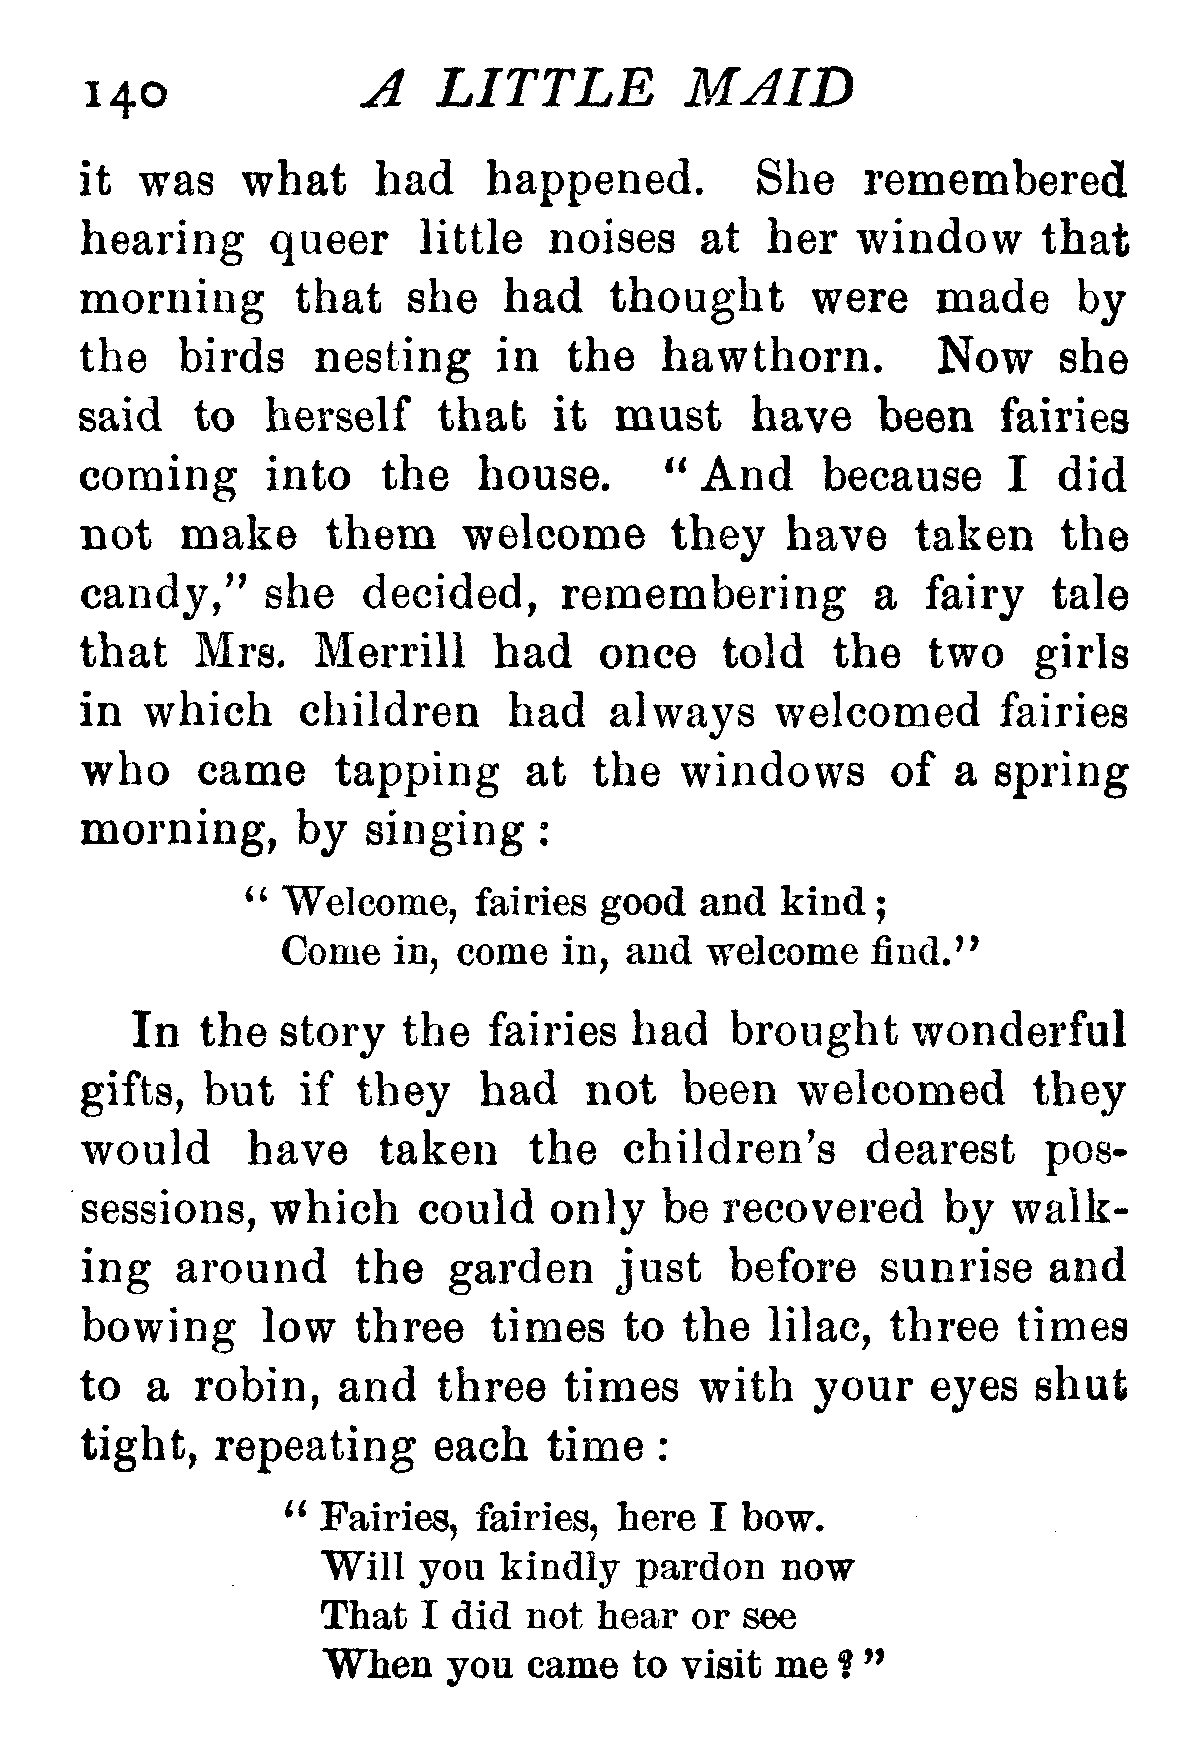 140 A LITTLE MAID
it was what had happened. She remembered
hearing queer little noises at her window that
morning that she had thought were made by
the birds nesting in the hawthorn. Now she
said to herself that it must have been fairies
coming into the house. “ And because I did
not make them welcome they have taken the
candy,” she decided, remembering a fairy tale
that Mrs. Merrill had once told the two girls
in which children had always welcomed fairies
who came tapping at the windows of a spring
morning, by singing :
“ Welcome, fairies good and kind ;
Come in, come in, and welcome find.”
In the story the fairies had brought wonderful
gifts, but if they had not been welcomed they
would have taken the children’s dearest pos-
sessions, which could only be recovered by walk-
ing around the garden just before sunrise and
bowing low three times to the lilac, three times
to a robin, and three times with your eyes shut
tight, repeating each time :
“ Fairies, fairies, here I bow.
Will you kindly pardon now
That I did not hear or see
When you came to visit me ? ”